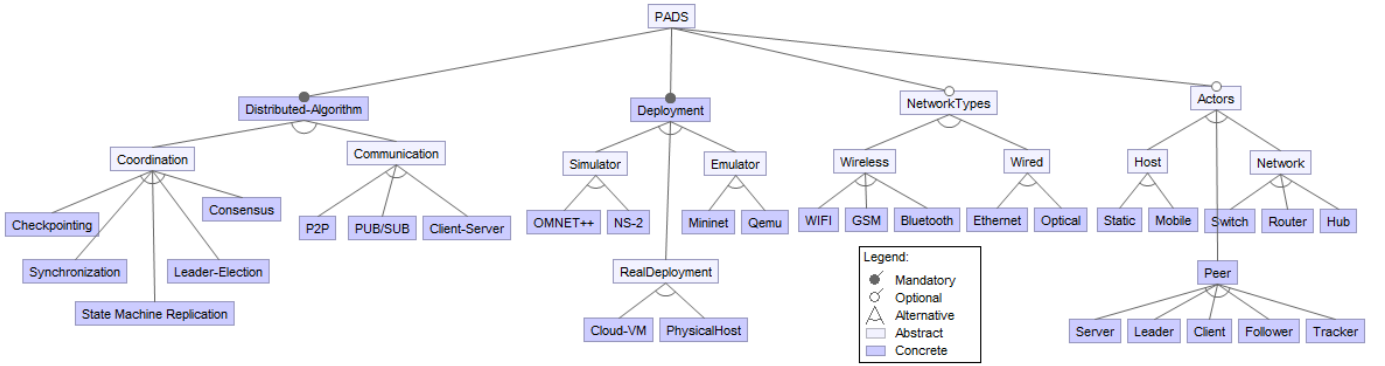 PADS
Distributed-Algorithm
Deployment
NetworkTypes
Actors
Coordination
Communication
Simulator
Emulator
Wireless
Wired
Host
Network
Checkpointing
Consensus
P2P
PUB/SUB
Client-Server
OMNET++
NS-2
Mininet
Qemu
WIFI
GSM
Bluetooth
Ethernet
Optical
Static
Mobile
Switch
Router
Hub
Synchronization
Leader-Election
State Machine Replication
RealDeployment
Cloud-VM
PhysicalHost
Peer
Server
Leader
Client
Follower
Tracker
Legend:
Mandatory
Optional
Alternative
Abstract
Concrete